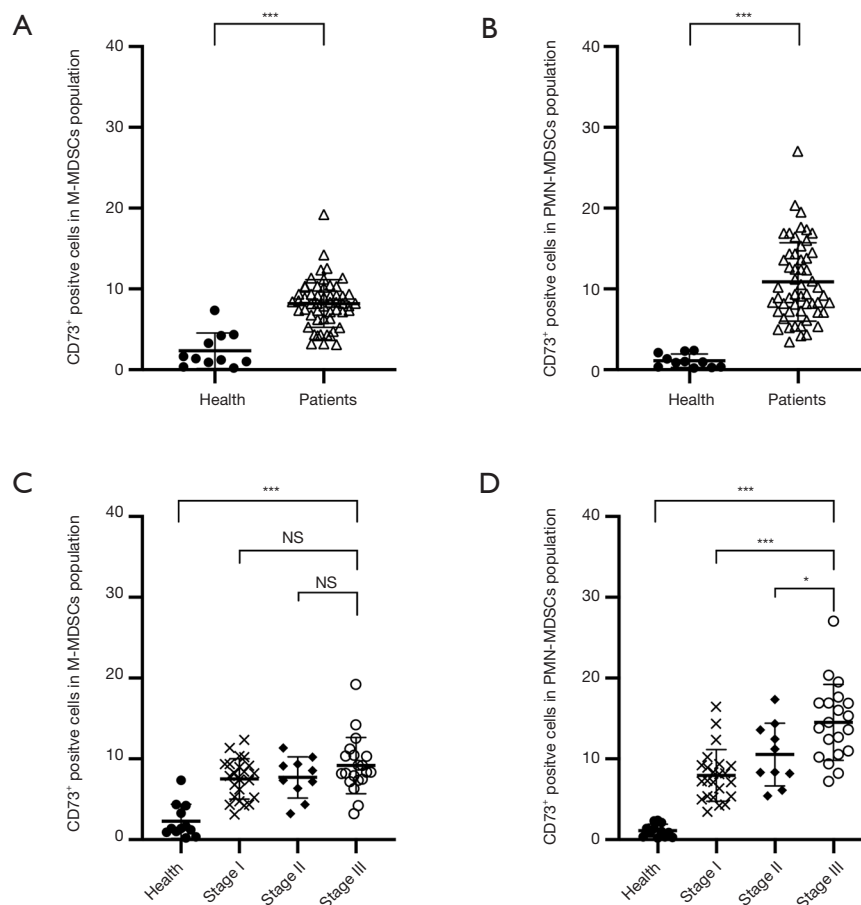 A
***
CD73+ positve cells in M-MDSCs population
40
30
20
10
0
Health
Patients
B
***
CD73+ positve cells in PMN-MDSCs population
40
30
20
10
0
Health
Patients
C
***
NS
NS
CD73+ positve cells in M-MDSCs population
40
30
20
10
0
Health
Stage I
Stage II
Stage III
D
***
***
*
CD73+ positve cells in PMN-MDSCs population
40
30
20
10
0
Health
Stage I
Stage II
Stage III